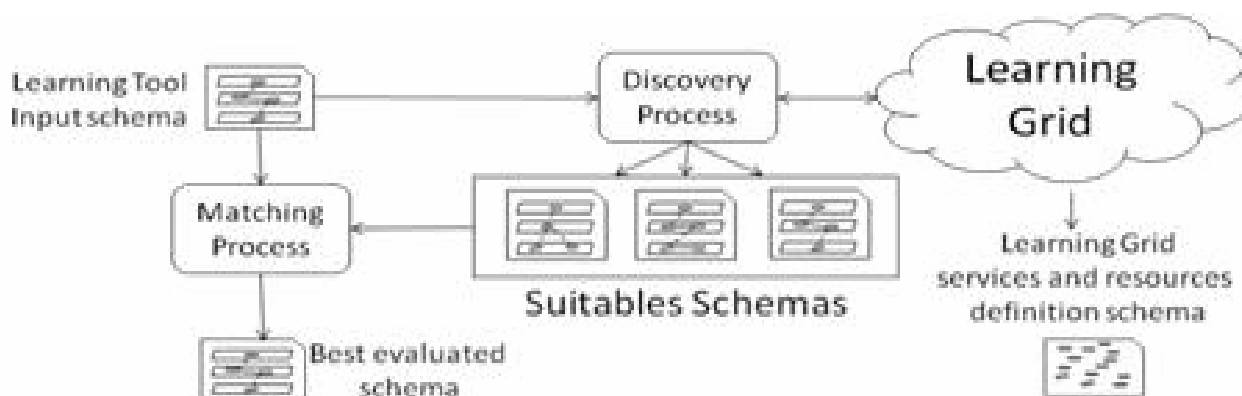 Learning Tool
Input schema
Discovery
Process
Learning
Grid
Matching
Process
Suitables Schemas
Learning Grid
services and resources
definition schema
Best evaluated
schema